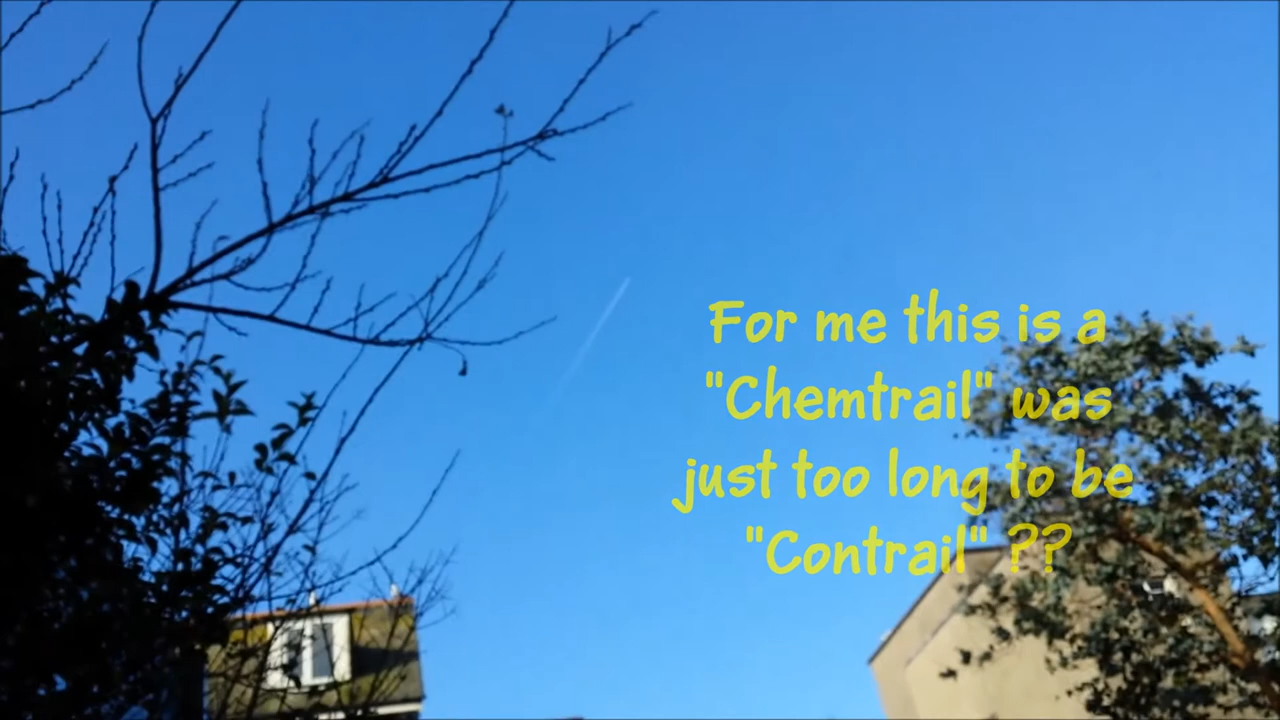 For me this is a
"Chemtrail" was
just too long to be
"Contrail" ??